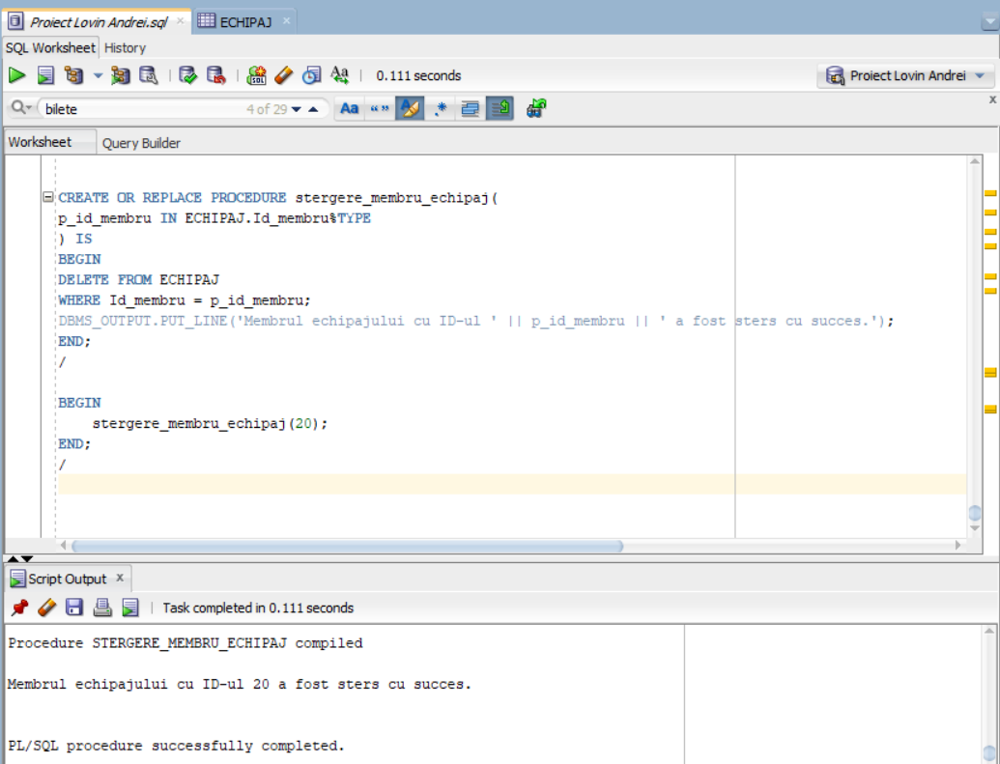 Proiect Lovin Andrei.sql × ECHIPAJ ×
SQL Worksheet History
0.111 seconds Proiect Lovin Andrei
bilete 4 of 29 Aa “ ” .* x
Worksheet Query Builder
CREATE OR REPLACE PROCEDURE stergere_membru_echipaj(
p_id_membru IN ECHIPAJ.Id_membru%TYPE
) IS
BEGIN
DELETE FROM ECHIPAJ
WHERE Id_membru = p_id_membru;
DBMS_OUTPUT.PUT_LINE('Membrul echipajului cu ID-ul ' || p_id_membru || ' a fost sters cu succes.');
END;
/
BEGIN
stergere_membru_echipaj(20);
END;
/
Script Output x
Task completed in 0.111 seconds
Procedure STERGERE_MEMBRU_ECHIPAJ compiled
Membrul echipajului cu ID-ul 20 a fost sters cu succes.
PL/SQL procedure successfully completed.